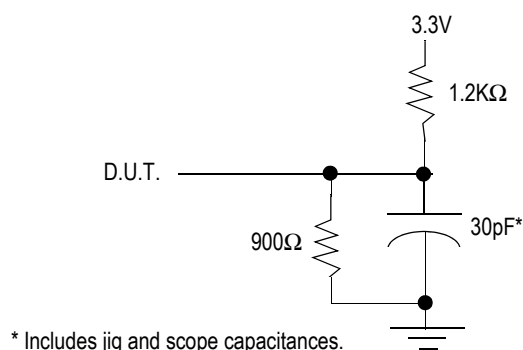 3.3V
1.2KΩ
D.U.T.
900Ω
30pF*
* Includes jig and scope capacitances.